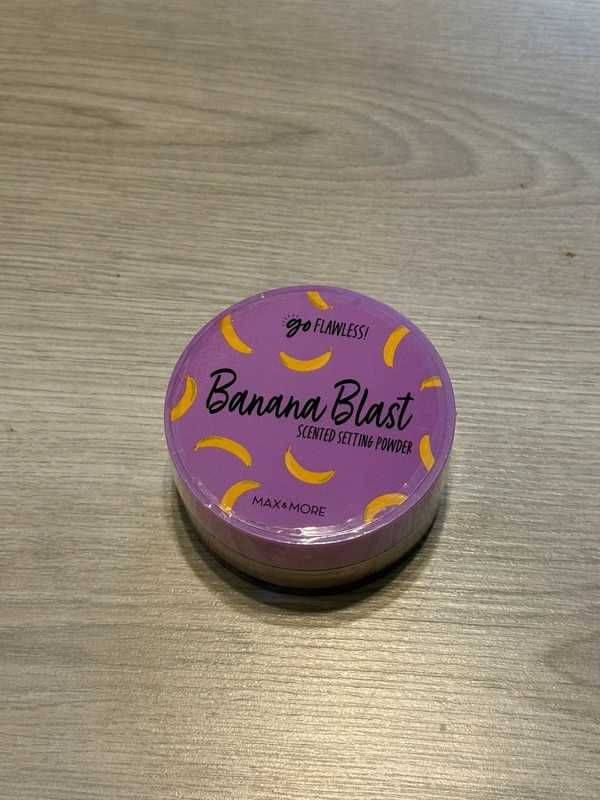 go FLAWLESS!
Banana Blast
SCENTED SETTING POWDER
MAX&MORE